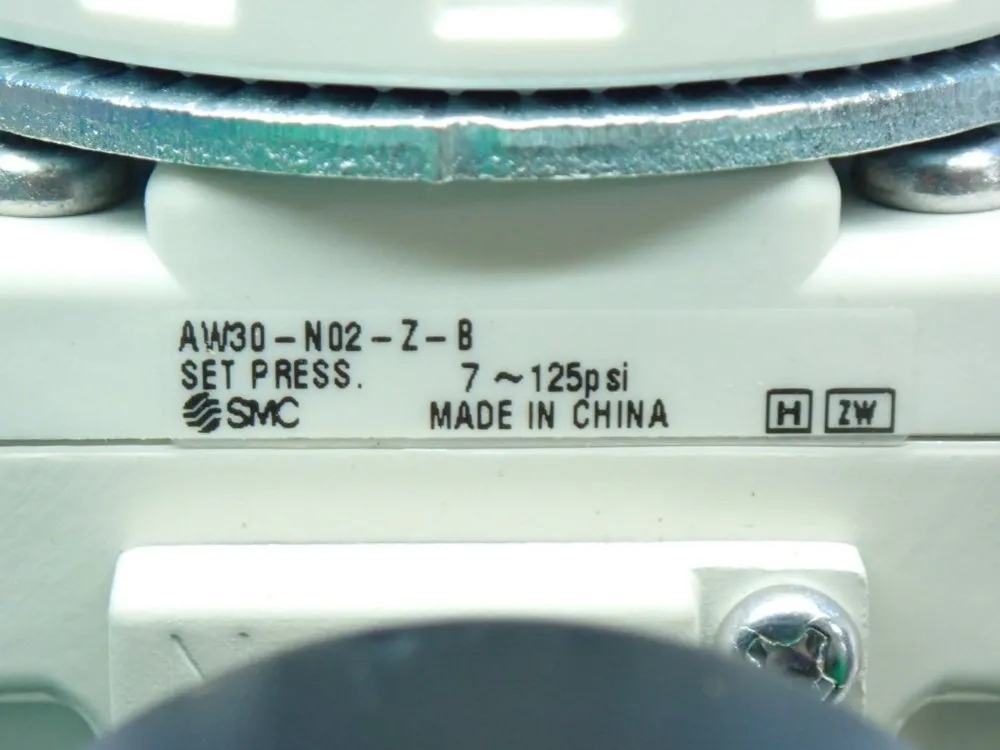 AW30-N02-Z-B
SET PRESS. 7~125psi
SMC MADE IN CHINA H ZW